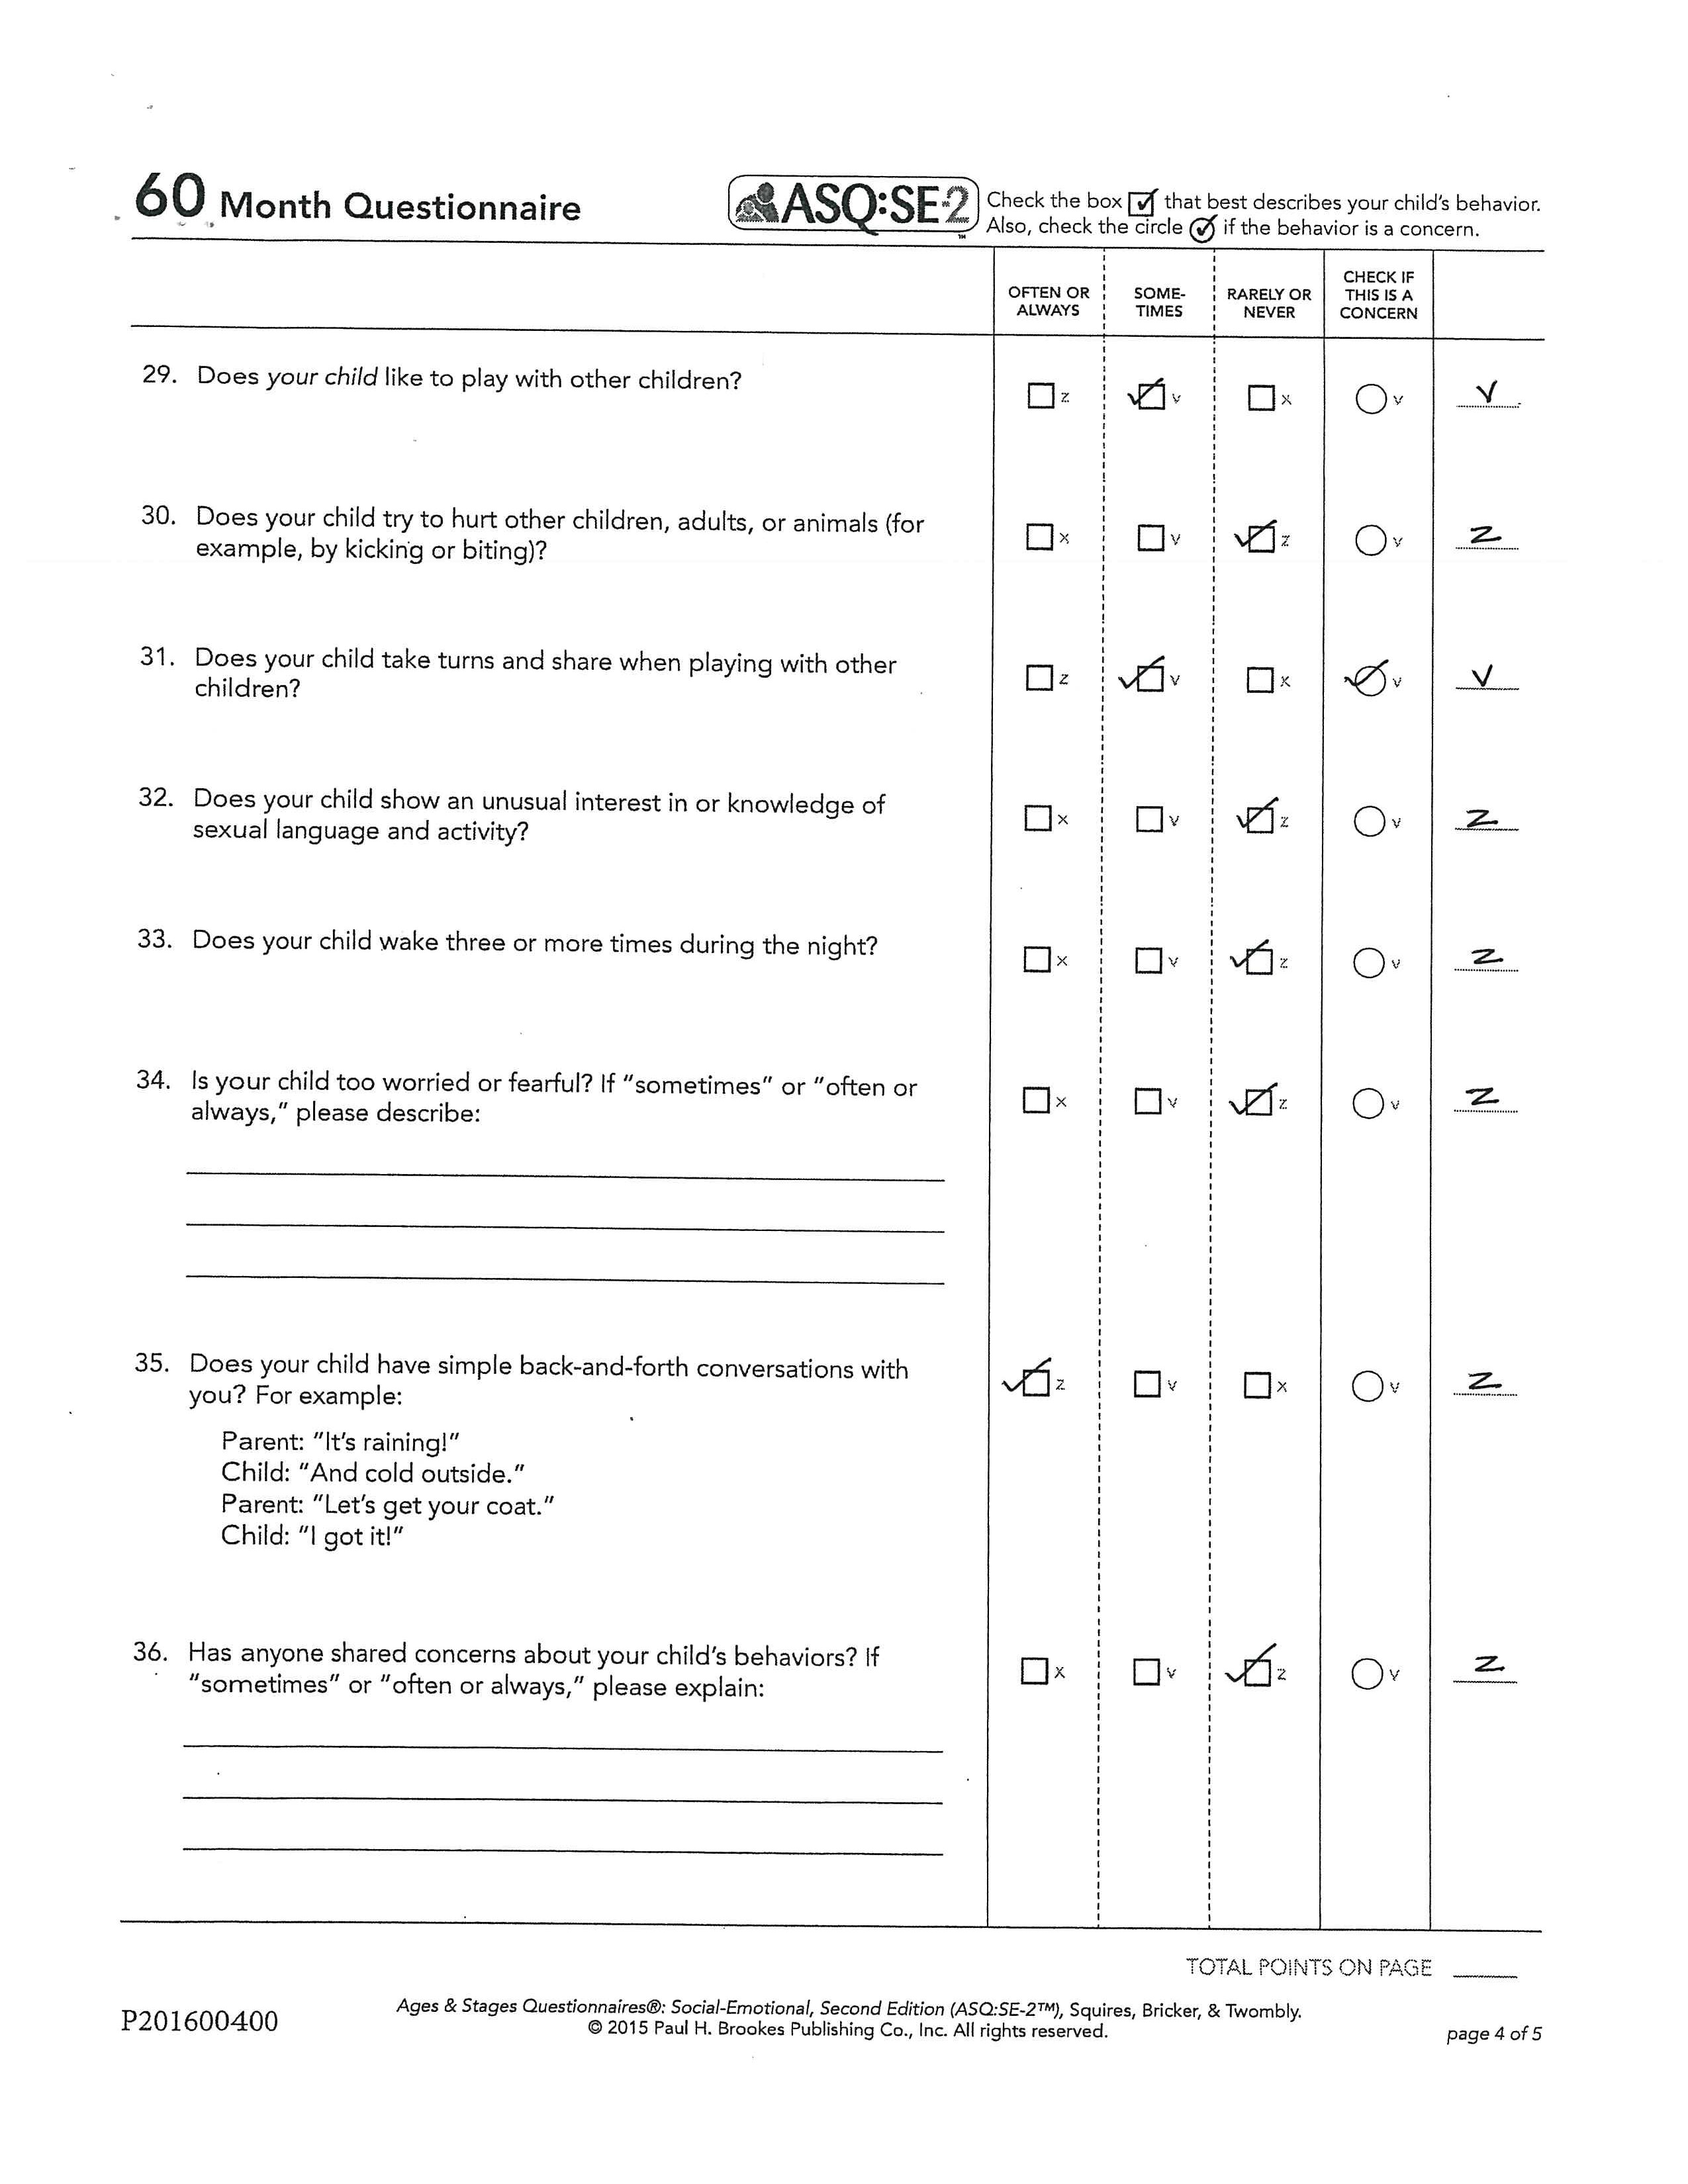 60 Month Questionnaire
ASQ:SE-2™
Check the box ☑ that best describes your child's behavior.
Also, check the circle ✓ if the behavior is a concern.
OFTEN OR ALWAYS
SOME-TIMES
RARELY OR NEVER
CHECK IF THIS IS A CONCERN
29. Does your child like to play with other children?
☐ z ☑ v ☐ x ○ v V
30. Does your child try to hurt other children, adults, or animals (for
example, by kicking or biting)?
☐ x ☐ v ☑ z ○ v Z
31. Does your child take turns and share when playing with other
children?
☐ z ☑ v ☐ x ✓ v V
32. Does your child show an unusual interest in or knowledge of
sexual language and activity?
☐ x ☐ v ☑ z ○ v Z
33. Does your child wake three or more times during the night?
☐ x ☐ v ☑ z ○ v Z
34. Is your child too worried or fearful? If "sometimes" or "often or
always," please describe:
☐ x ☐ v ☑ z ○ v Z
35. Does your child have simple back-and-forth conversations with
you? For example:
☑ z ☐ v ☐ x ○ v Z
Parent: "It's raining!"
Child: "And cold outside."
Parent: "Let's get your coat."
Child: "I got it!"
36. Has anyone shared concerns about your child's behaviors? If
"sometimes" or "often or always," please explain:
☐ x ☐ v ☑ z ○ v Z
TOTAL POINTS ON PAGE
P201600400
Ages & Stages Questionnaires®: Social-Emotional, Second Edition (ASQ:SE-2™), Squires, Bricker, & Twombly.
© 2015 Paul H. Brookes Publishing Co., Inc. All rights reserved.
page 4 of 5